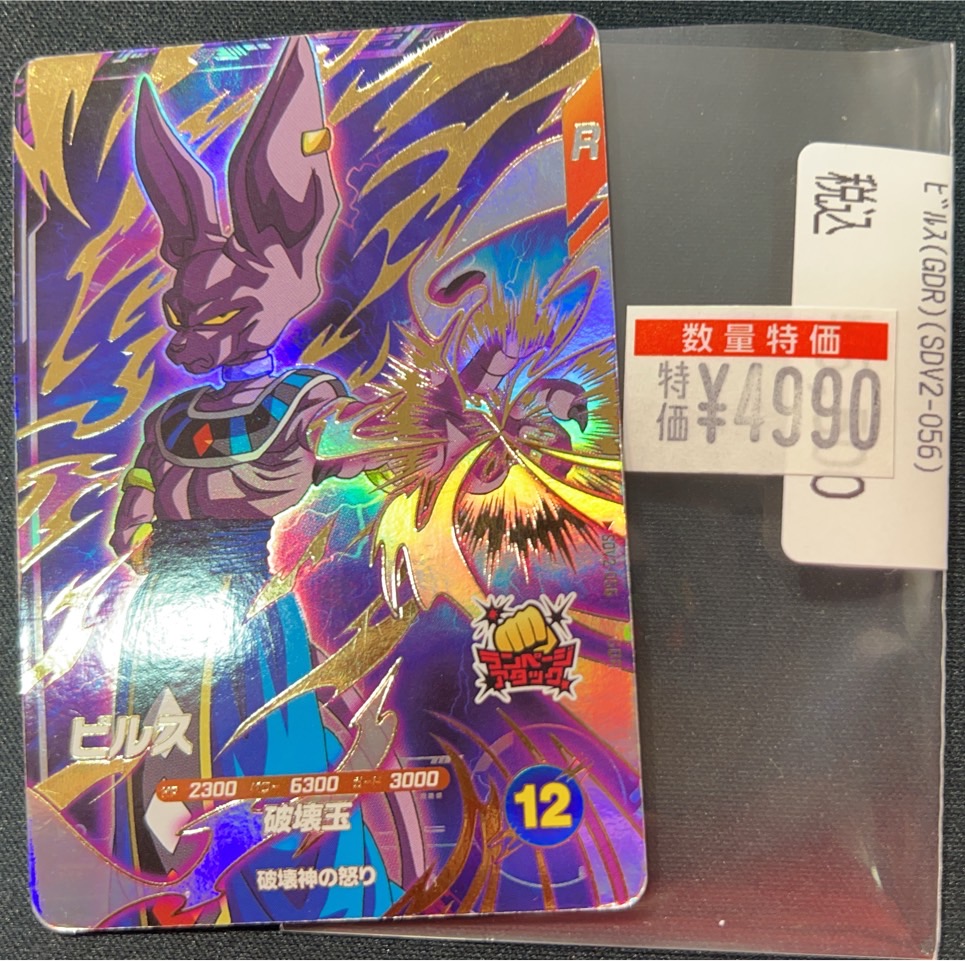 R
ランページ
アタック
ビルス
HP 2300 パワー 6300 ガード 3000
破壊玉
12
破壊神の怒り
税込
ﾋﾞﾙｽ(GDR)(SDV2-056)
数量特価
特価 ¥4990